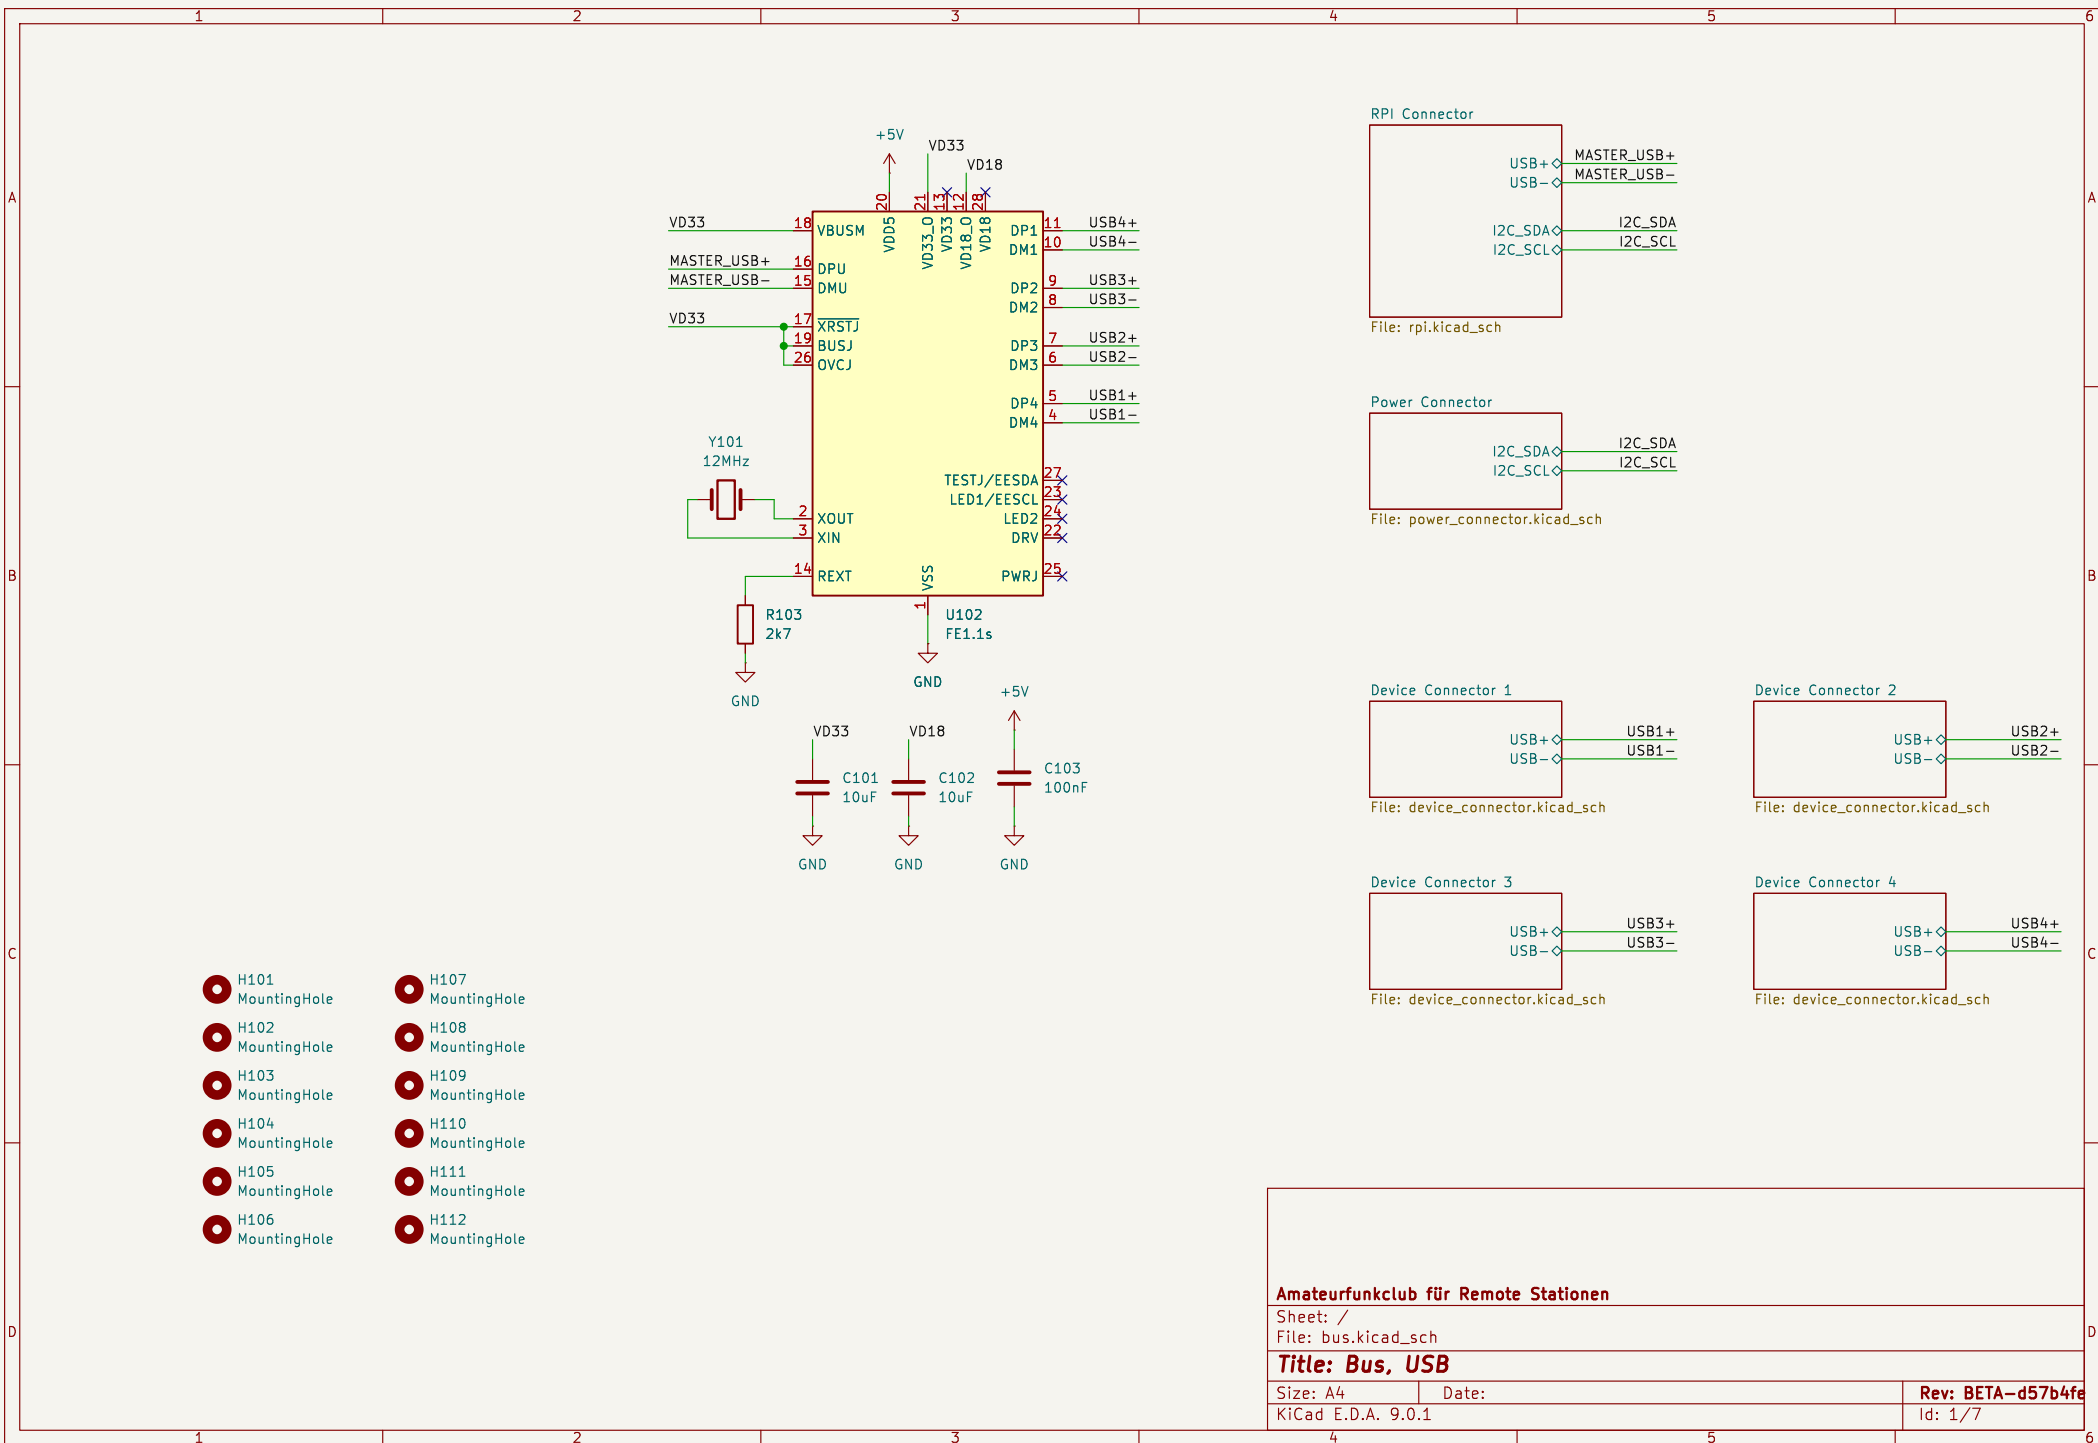 1 2 3 4 5 6
A
B
C
D
+5V
VD33
VD18
20
21
13
12
28
VDD5
VD33_O
VD33
VD18_O
VD18
VD33
18 VBUSM
MASTER_USB+
16 DPU
MASTER_USB-
15 DMU
VD33
17 XRSTJ
19 BUSJ
26 OVCJ
Y101
12MHz
2 XOUT
3 XIN
14 REXT
R103
2k7
GND
DP1 11 USB4+
DM1 10 USB4-
DP2 9 USB3+
DM2 8 USB3-
DP3 7 USB2+
DM3 6 USB2-
DP4 5 USB1+
DM4 4 USB1-
TESTJ/EESDA 27
LED1/EESCL 23
LED2 24
DRV 22
PWRJ 25
VSS
1
U102
FE1.1s
GND
VD33
C101
10uF
GND
VD18
C102
10uF
GND
+5V
C103
100nF
GND
RPI Connector
USB+ MASTER_USB+
USB- MASTER_USB-
I2C_SDA I2C_SDA
I2C_SCL I2C_SCL
File: rpi.kicad_sch
Power Connector
I2C_SDA I2C_SDA
I2C_SCL I2C_SCL
File: power_connector.kicad_sch
Device Connector 1
USB+ USB1+
USB- USB1-
File: device_connector.kicad_sch
Device Connector 2
USB+ USB2+
USB- USB2-
File: device_connector.kicad_sch
Device Connector 3
USB+ USB3+
USB- USB3-
File: device_connector.kicad_sch
Device Connector 4
USB+ USB4+
USB- USB4-
File: device_connector.kicad_sch
H101
MountingHole
H102
MountingHole
H103
MountingHole
H104
MountingHole
H105
MountingHole
H106
MountingHole
H107
MountingHole
H108
MountingHole
H109
MountingHole
H110
MountingHole
H111
MountingHole
H112
MountingHole
Amateurfunkclub für Remote Stationen
Sheet: /
File: bus.kicad_sch
Title: Bus, USB
Size: A4 Date: Rev: BETA-d57b4fe
KiCad E.D.A. 9.0.1 Id: 1/7
A
B
C
D
1 2 3 4 5 6